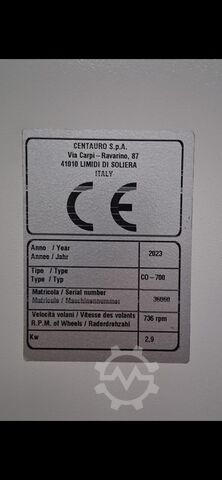 CENTAURO S.p.A.
Via Carpi – Ravarino, 87
41010 LIMIDI DI SOLIERA
ITALY
CE
Anno / Year
Annee / Jahr
2023
Tipo / Type
Type / Typ
CO-700
Matricola / Serial number
Matricule / Maschinennummer
36060
Velocità volani / Vitesse des volants
R.P.M. of Wheels / Raderdrehzahl
736 rpm
Kw
2,9